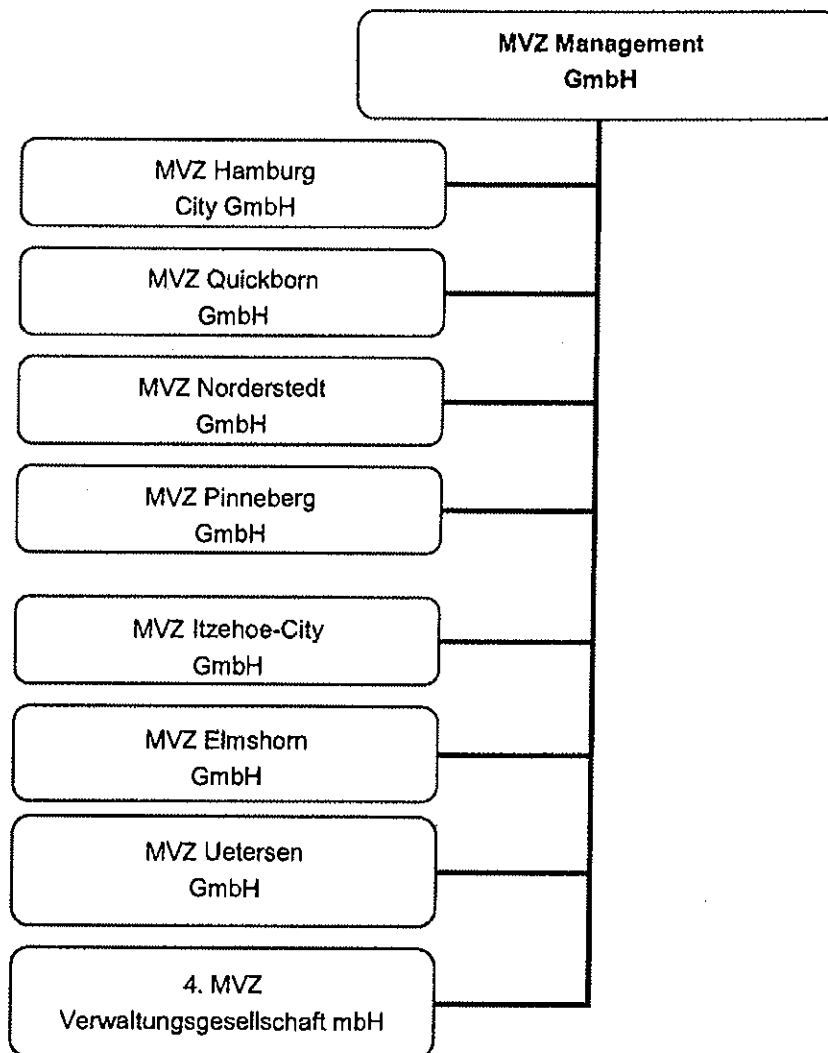 MVZ Management
GmbH
MVZ Hamburg
City GmbH
MVZ Quickborn
GmbH
MVZ Norderstedt
GmbH
MVZ Pinneberg
GmbH
MVZ Itzehoe-City
GmbH
MVZ Elmshorn
GmbH
MVZ Uetersen
GmbH
4. MVZ
Verwaltungsgesellschaft mbH